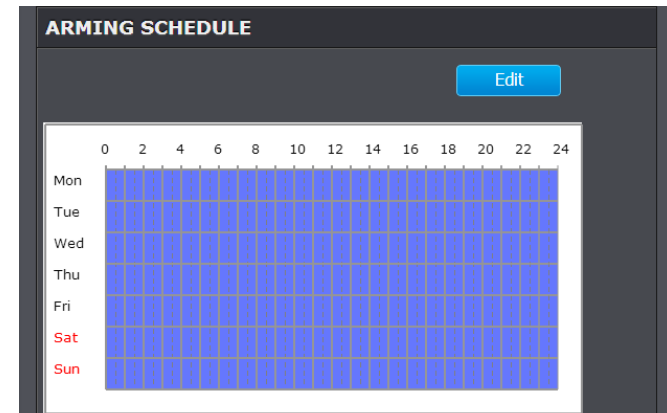 ARMING SCHEDULE
Edit
0 2 4 6 8 10 12 14 16 18 20 22 24
Mon
Tue
Wed
Thu
Fri
Sat
Sun